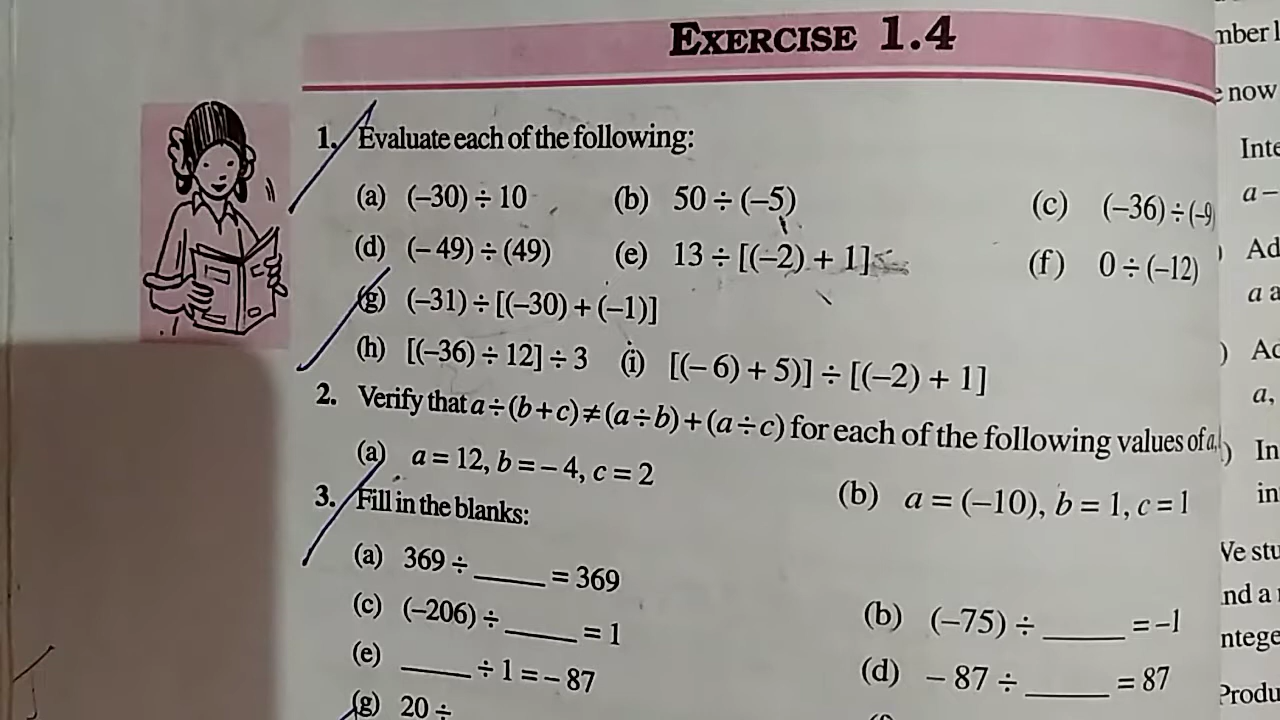 EXERCISE 1.4
1. Evaluate each of the following:
(a) (–30) ÷ 10 (b) 50 ÷ (–5) (c) (–36) ÷ (–9)
(d) (– 49) ÷ (49) (e) 13 ÷ [(–2) + 1] (f) 0 ÷ (–12)
(g) (–31) ÷ [(–30) + (–1)]
(h) [(–36) ÷ 12] ÷ 3 (i) [(– 6) + 5)] ÷ [(–2) + 1]
2. Verify that a ÷ (b + c) ≠ (a ÷ b) + (a ÷ c) for each of the following values of a,
(a) a = 12, b = – 4, c = 2 (b) a = (–10), b = 1, c = 1
3. Fill in the blanks:
(a) 369 ÷ _____ = 369 (b) (–75) ÷ _____ = –1
(c) (–206) ÷ _____ = 1 (d) – 87 ÷ _____ = 87
(e) _____ ÷ 1 = – 87
(g) 20 ÷
mber l
e now
Inte
a –
) Ad
a a
) Ad
a,
) In
in
We stu
and a
ntege
Produ